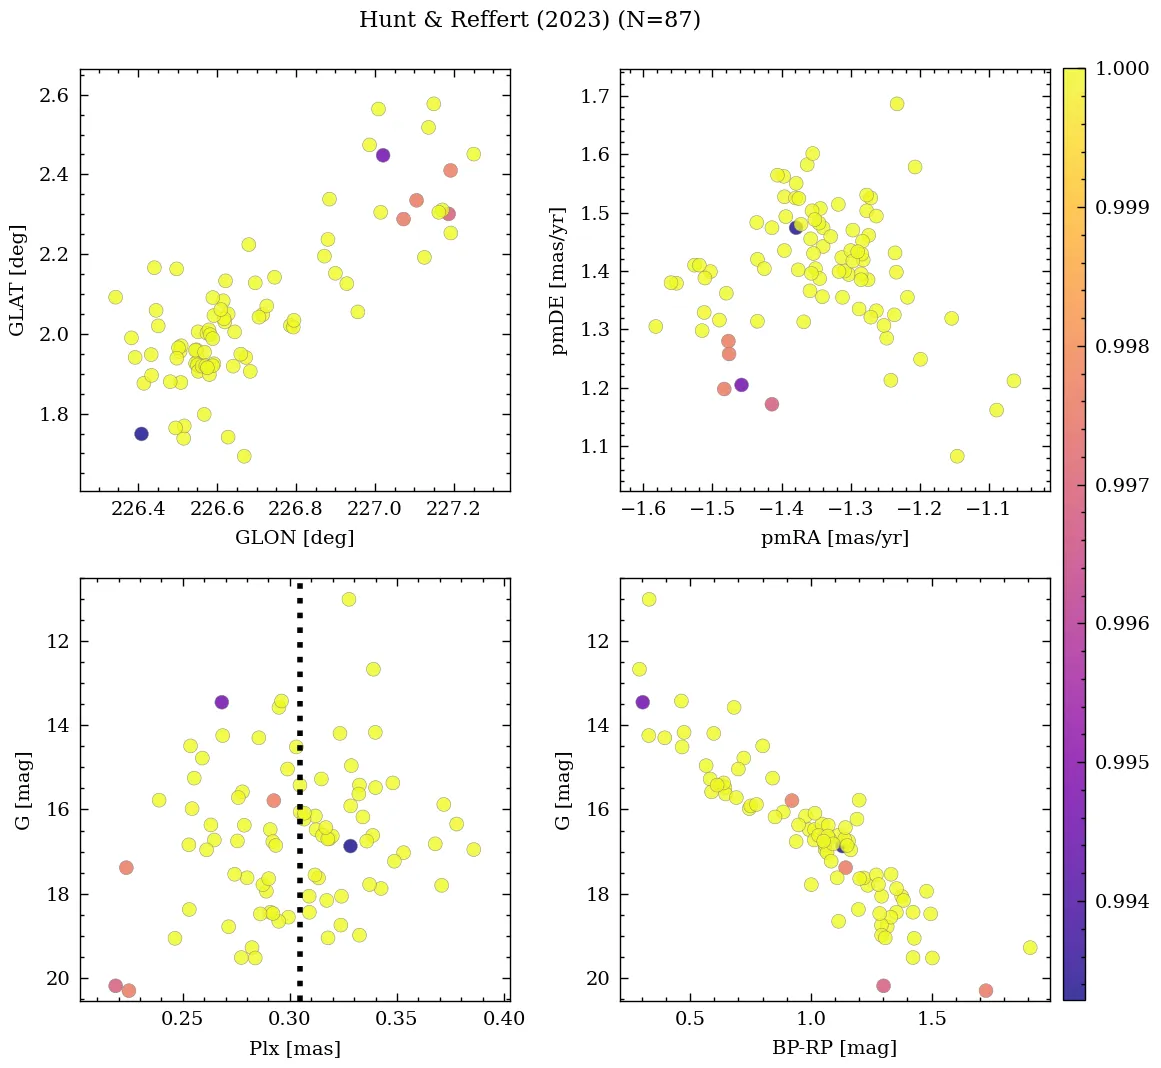 Hunt & Reffert (2023) (N=87)
2.6
2.4
2.2
2.0
1.8
GLAT [deg]
226.4 226.6 226.8 227.0 227.2
GLON [deg]
1.7
1.6
1.5
1.4
1.3
1.2
1.1
pmDE [mas/yr]
−1.6 −1.5 −1.4 −1.3 −1.2 −1.1
pmRA [mas/yr]
12
14
16
18
20
G [mag]
0.25 0.30 0.35 0.40
Plx [mas]
12
14
16
18
20
G [mag]
0.5 1.0 1.5
BP-RP [mag]
1.000
0.999
0.998
0.997
0.996
0.995
0.994